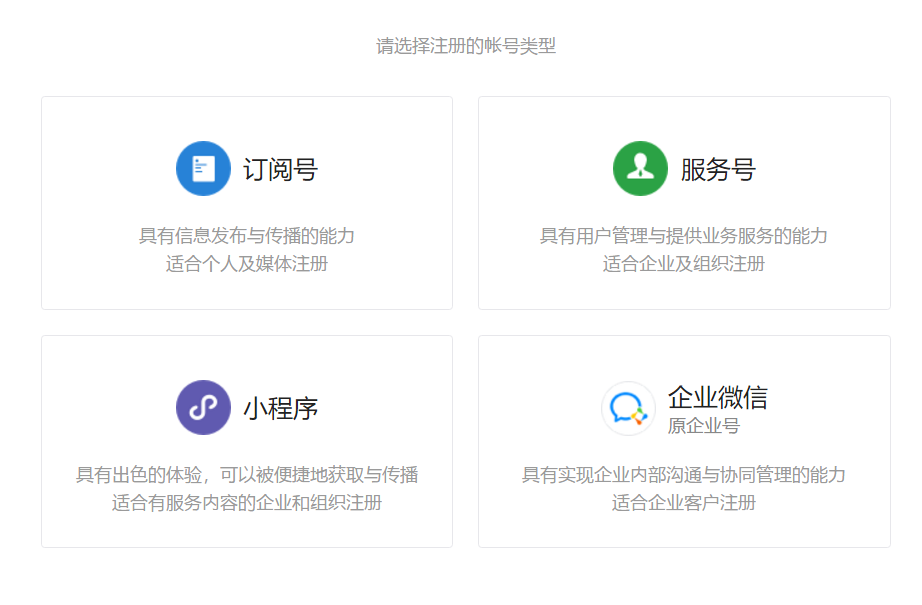 请选择注册的帐号类型
订阅号
具有信息发布与传播的能力
适合个人及媒体注册
服务号
具有用户管理与提供业务服务的能力
适合企业及组织注册
小程序
具有出色的体验，可以被便捷地获取与传播
适合有服务内容的企业和组织注册
企业微信
原企业号
具有实现企业内部沟通与协同管理的能力
适合企业客户注册